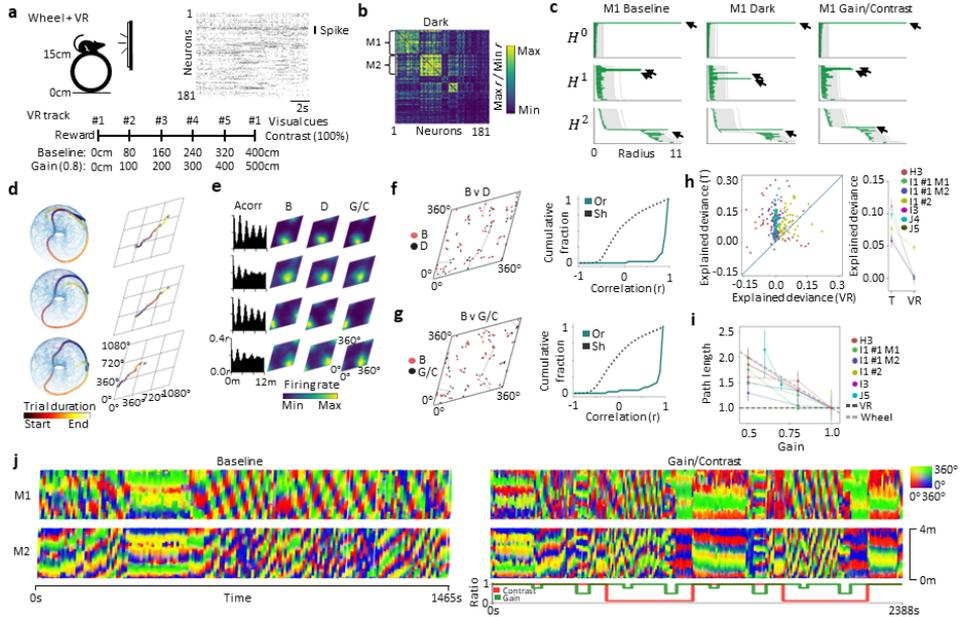 a
Wheel + VR
15cm
0cm
1
Neurons
181
Spike
2s
VR track #1 #2 #3 #4 #5 #1 Visual cues
Reward Contrast (100%)
Baseline: 0cm 80 160 240 320 400cm
Gain (0.8): 0cm 100 200 300 400 500cm
b
Dark
M1
M2
1 Neurons 181
Max
Min
Max r / Min r
c
M1 Baseline M1 Dark M1 Gain/Contrast
H0
H1
H2
0 Radius 11
d
1080°
720°
360°
0°
0° 360° 720° 1080°
Trial duration
Start End
e
Acorr B D G/C
0.4
0.0
0m 12m
360°
0°
0° 360°
Firing rate
Min Max
f
B v D
360°
B
D
0°
0° 360°
Cumulative fraction
1
0
Or
Sh
-1 0 1
Correlation (r)
g
B v G/C
360°
B
G/C
0°
0° 360°
Cumulative fraction
1
0
Or
Sh
-1 0 1
Correlation (r)
h
Explained deviance (T)
0.30
0.15
0.00
-0.15
-0.15 0.00 0.15 0.3
Explained deviance (VR)
Explained deviance
0.15
0.10
0.05
0.00
T VR
H3
I1 #1 M1
I1 #1 M2
I1 #2
I3
J4
J5
i
Path length
2.5
2.0
1.5
1.0
0.5 0.75 1.0
Gain
H3
I1 #1 M1
I1 #1 M2
I1 #2
I3
J5
VR
Wheel
j
Baseline
M1
M2
0s Time 1465s
Gain/Contrast
360°
0°
0° 360°
4m
0m
Ratio
1
0
Contrast
Gain
0s 2388s